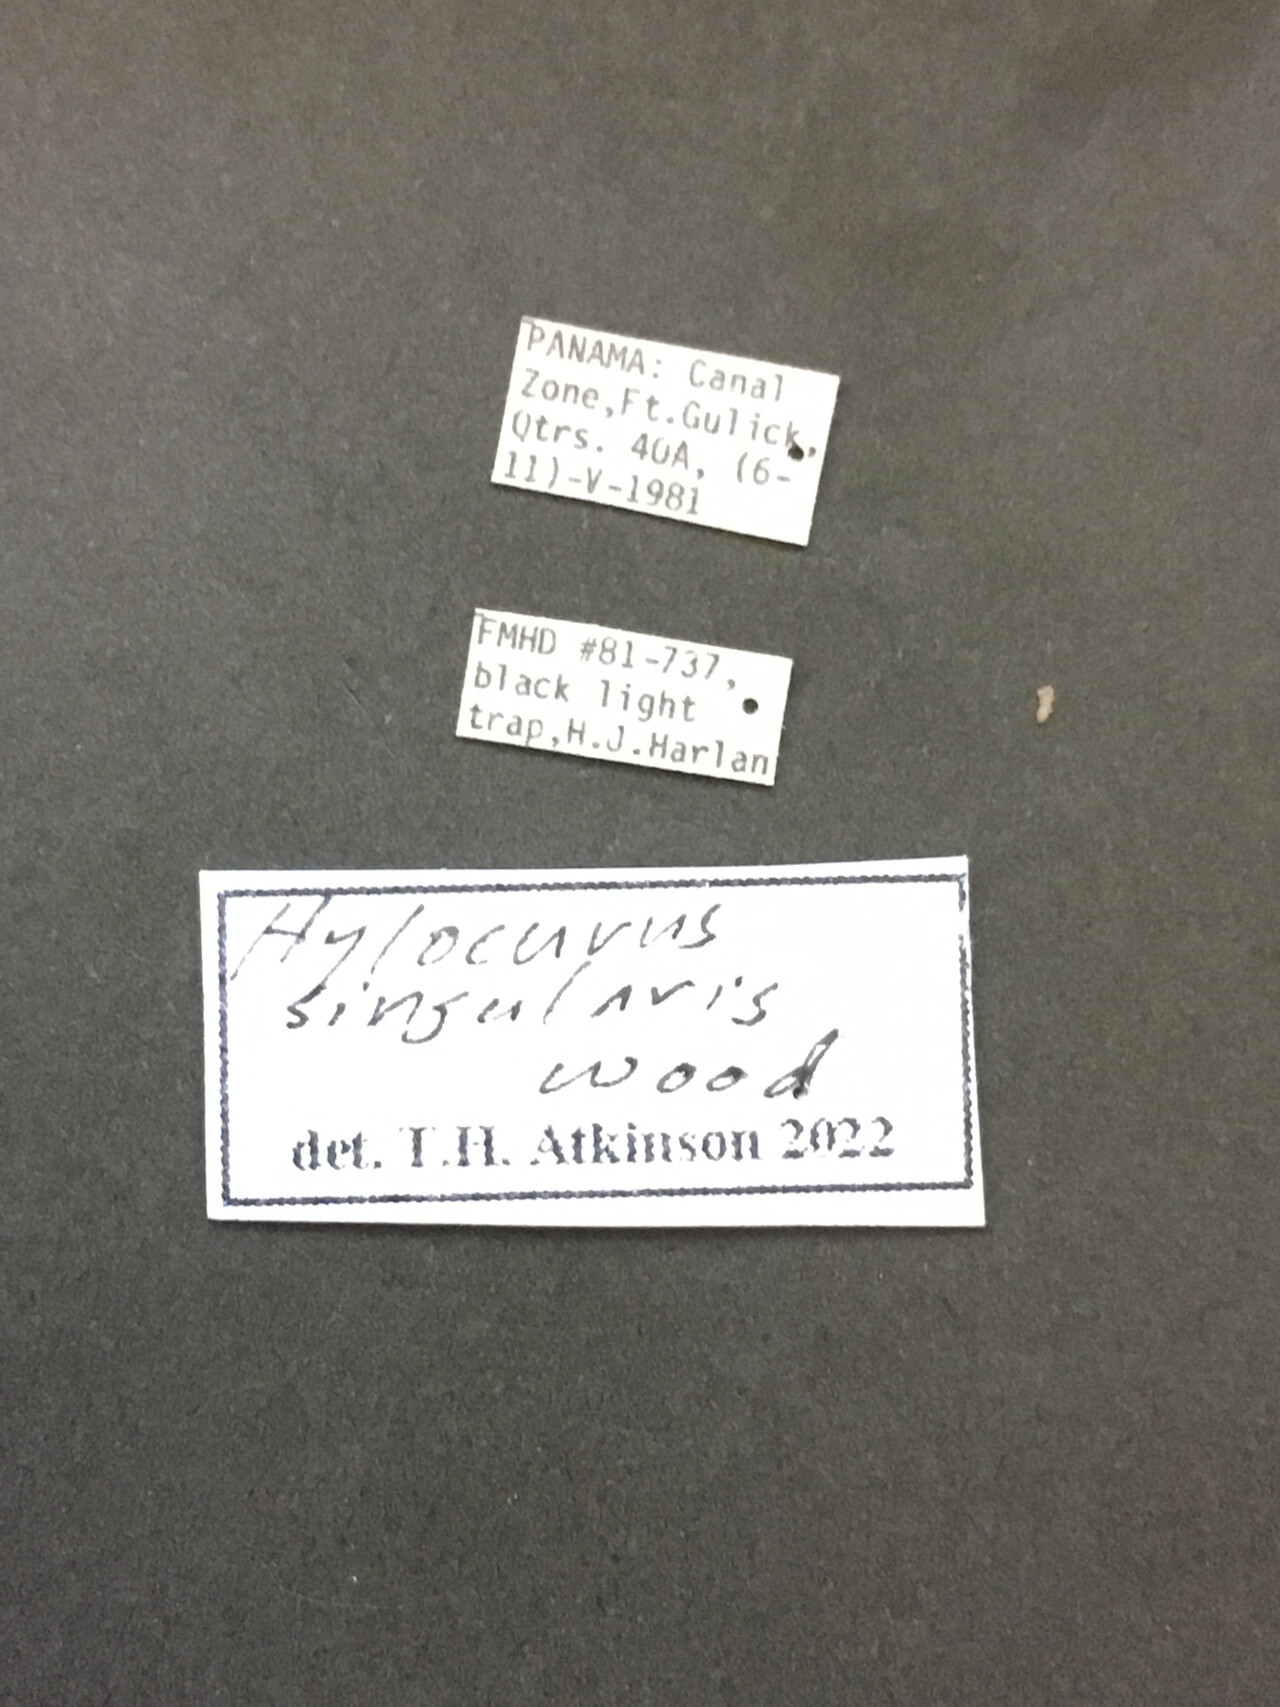 PANAMA: Canal
Zone,Ft.Gulick,
Qtrs. 40A, (6-
11)-V-1981
FMHD #81-737,
black light
trap,H.J.Harlan
Hylocurus
singularis
wood
det. T.H. Atkinson 2022